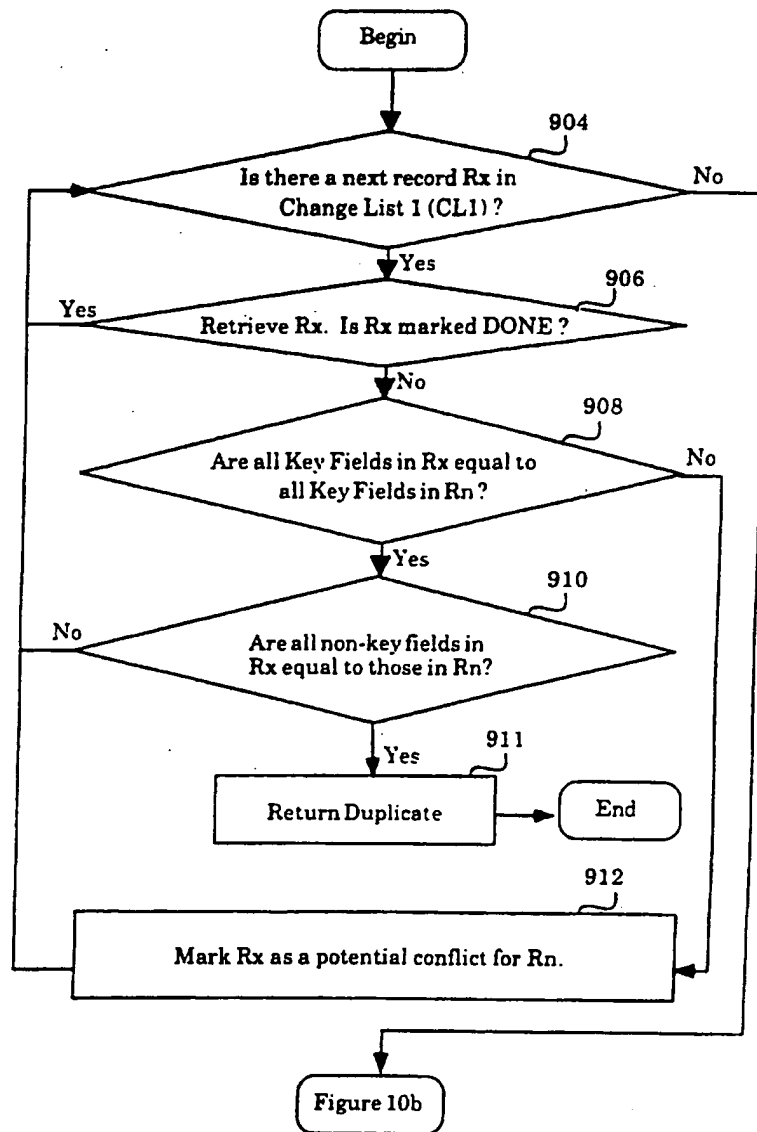 Begin
904
Is there a next record Rx in
Change List 1 (CL1) ?
No
Yes
906
Yes
Retrieve Rx. Is Rx marked DONE ?
No
908
Are all Key Fields in Rx equal to
all Key Fields in Rn ?
No
Yes
910
No
Are all non-key fields in
Rx equal to those in Rn?
Yes
911
Return Duplicate
End
912
Mark Rx as a potential conflict for Rn.
Figure 10b